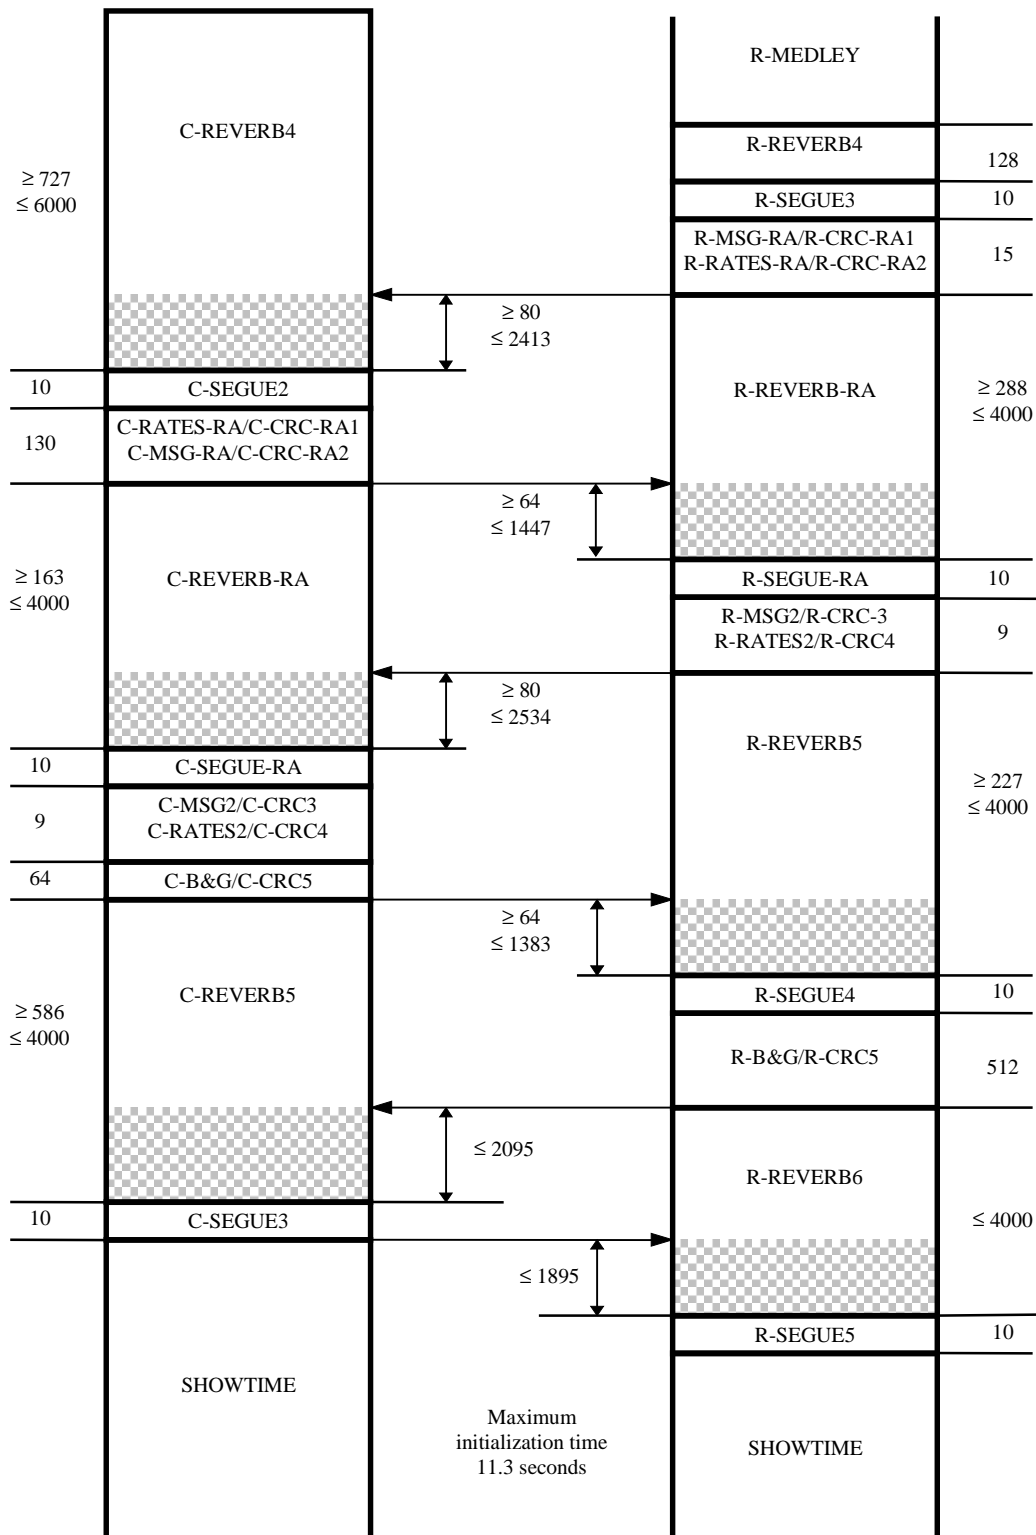 R-MEDLEY
C-REVERB4
R-REVERB4
128
≥ 727
≤ 6000
R-SEGUE3
10
R-MSG-RA/R-CRC-RA1
R-RATES-RA/R-CRC-RA2
15
≥ 80
≤ 2413
10
C-SEGUE2
R-REVERB-RA
≥ 288
≤ 4000
130
C-RATES-RA/C-CRC-RA1
C-MSG-RA/C-CRC-RA2
≥ 64
≤ 1447
≥ 163
≤ 4000
C-REVERB-RA
R-SEGUE-RA
10
R-MSG2/R-CRC-3
R-RATES2/R-CRC4
9
≥ 80
≤ 2534
R-REVERB5
10
C-SEGUE-RA
≥ 227
≤ 4000
9
C-MSG2/C-CRC3
C-RATES2/C-CRC4
64
C-B&G/C-CRC5
≥ 64
≤ 1383
≥ 586
≤ 4000
C-REVERB5
R-SEGUE4
10
R-B&G/R-CRC5
512
≤ 2095
R-REVERB6
10
C-SEGUE3
≤ 4000
≤ 1895
R-SEGUE5
10
SHOWTIME
Maximum
initialization time
11.3 seconds
SHOWTIME